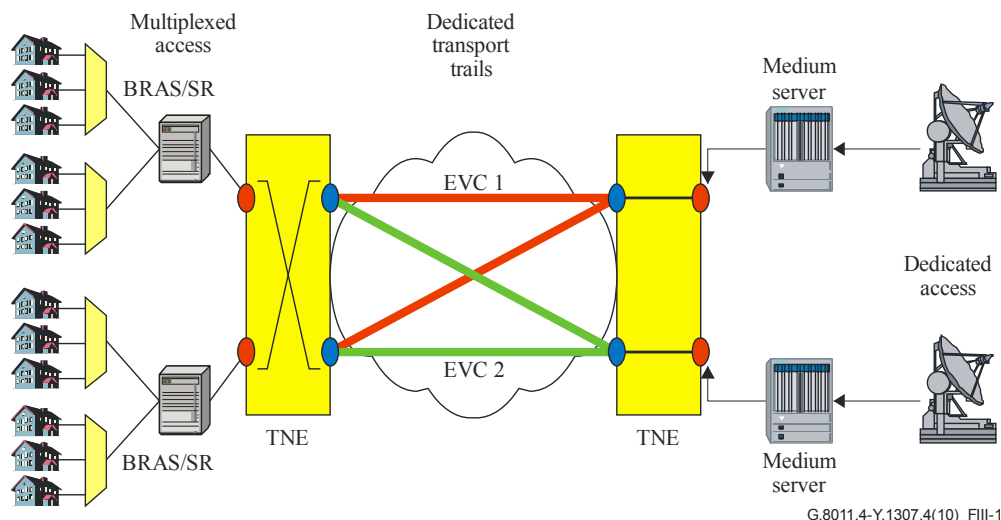 Multiplexed
access
Dedicated
transport
trails
BRAS/SR
Medium
server
EVC 1
Dedicated
access
EVC 2
TNE
TNE
BRAS/SR
Medium
server
G.8011.4-Y.1307.4(10)_FIII-1